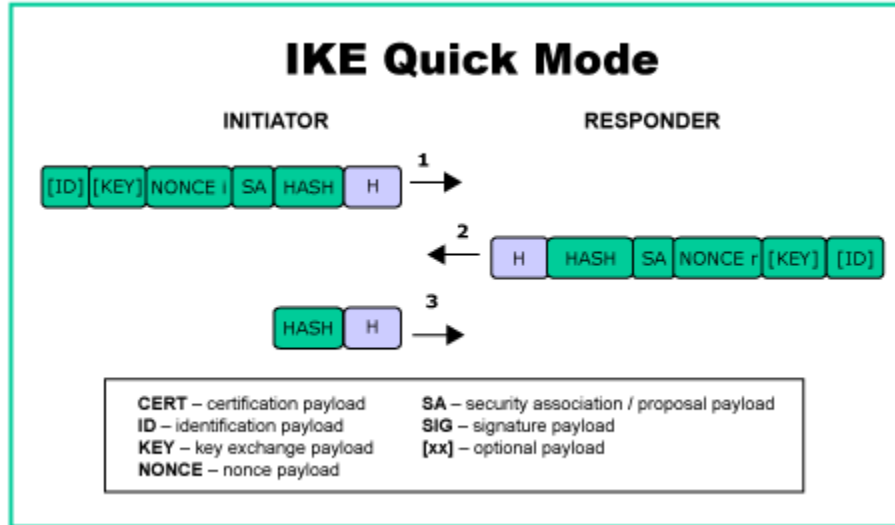 IKE Quick Mode
INITIATOR RESPONDER
1
[ID] [KEY] NONCE i SA HASH H
2
H HASH SA NONCE r [KEY] [ID]
3
HASH H
CERT – certification payload
ID – identification payload
KEY – key exchange payload
NONCE – nonce payload
SA – security association / proposal payload
SIG – signature payload
[xx] – optional payload